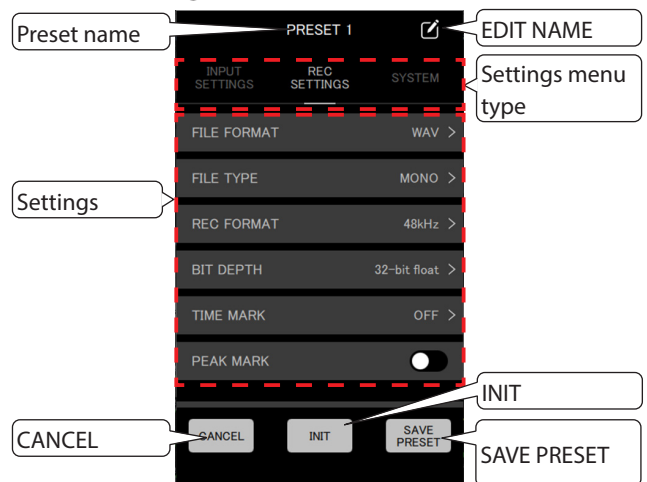 Preset name
PRESET 1
EDIT NAME
INPUT
SETTINGS
REC
SETTINGS
SYSTEM
Settings menu
type
Settings
FILE FORMAT WAV >
FILE TYPE MONO >
REC FORMAT 48kHz >
BIT DEPTH 32-bit float >
TIME MARK OFF >
PEAK MARK
INIT
CANCEL
CANCEL
INIT
SAVE
PRESET
SAVE PRESET